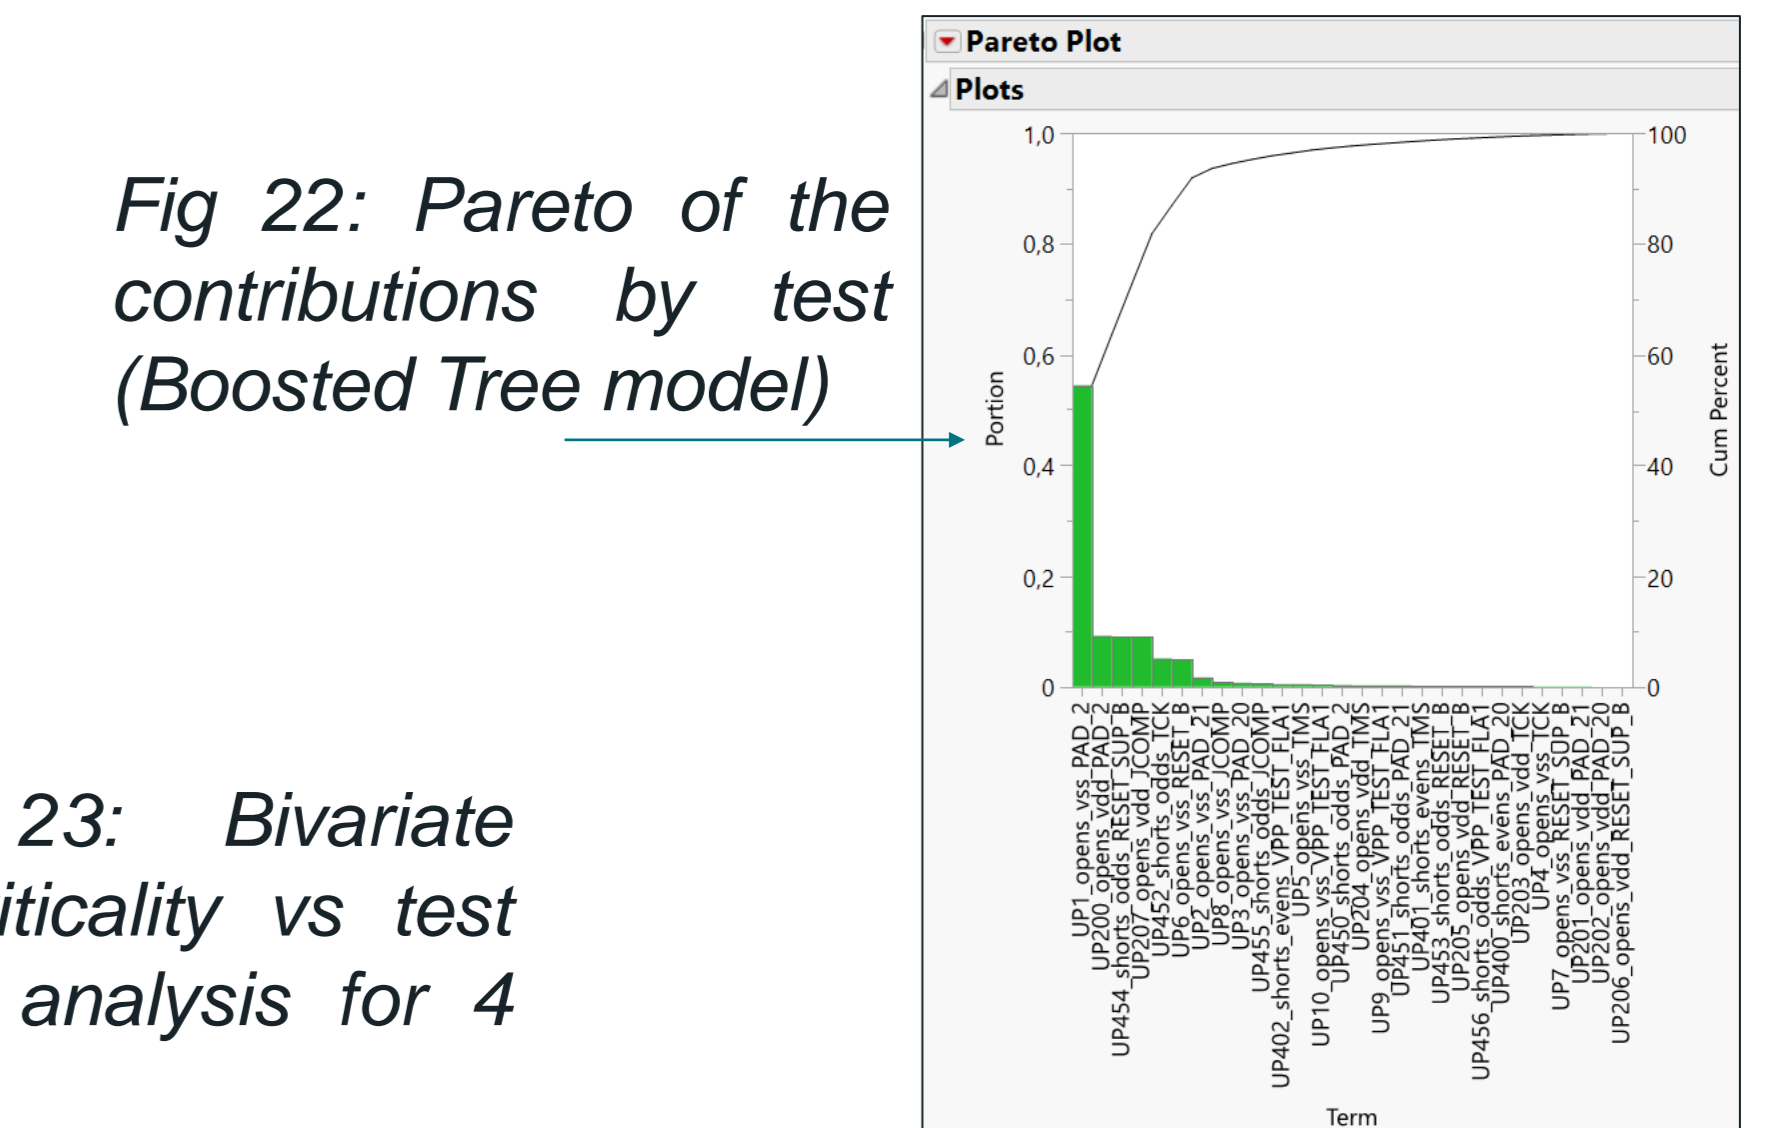 Fig 22: Pareto of the
contributions by test
(Boosted Tree model)
23: Bivariate
iticality vs test
analysis for 4
Pareto Plot
Plots
1,0
0,8
0,6
0,4
0,2
0
Portion
100
80
60
40
20
0
Cum Percent
UP1_opens_vss_PAD_2
UP200_opens_vdd_PAD_2
UP454_shorts_odds_RESET_SUP_B
UP207_opens_vdd_JCOMP
UP452_shorts_odds_TCK
UP6_opens_vss_RESET_B
UP2_opens_vss_PAD_21
UP8_opens_vss_JCOMP
UP3_opens_vss_PAD_20
UP455_shorts_odds_JCOMP
UP402_shorts_evens_VPP_TEST_FLA1
UP5_opens_vss_TMS
UP10_opens_vss_VPP_TEST_FLA1
UP450_shorts_odds_PAD_2
UP204_opens_vdd_TMS
UP9_opens_vss_VPP_TEST_FLA1
UP451_shorts_odds_PAD_21
UP401_shorts_evens_TMS
UP453_shorts_odds_RESET_B
UP205_opens_vdd_RESET_B
UP456_shorts_odds_VPP_TEST_FLA1
UP400_shorts_evens_PAD_20
UP203_opens_vdd_TCK
UP4_opens_vss_TCK
UP7_opens_vss_RESET_SUP_B
UP201_opens_vdd_PAD_21
UP202_opens_vdd_PAD_20
UP206_opens_vdd_RESET_SUP_B
Term